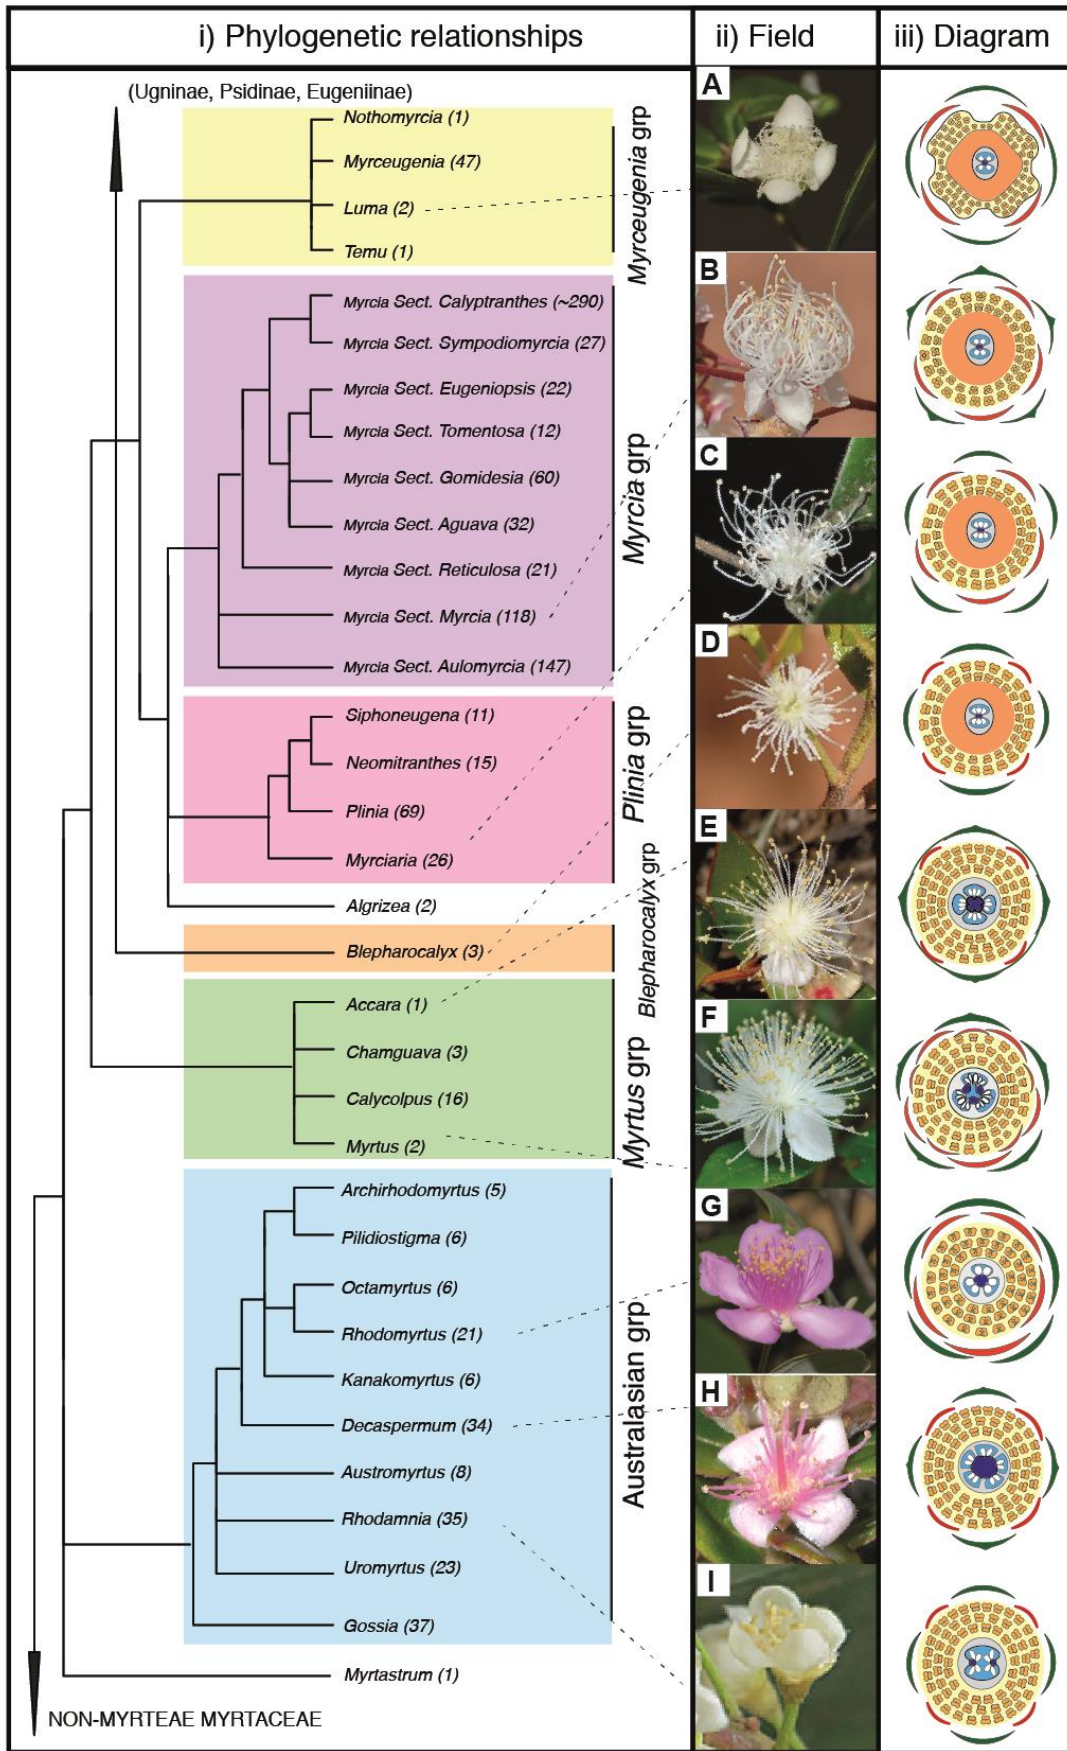 i) Phylogenetic relationships
ii) Field
iii) Diagram
(Ugninae, Psidinae, Eugeniinae)
Nothomyrcia (1)
Myrceugenia (47)
Luma (2)
Temu (1)
Myrceugenia grp
Myrcia Sect. Calyptranthes (~290)
Myrcia Sect. Sympodiomyrcia (27)
Myrcia Sect. Eugeniopsis (22)
Myrcia Sect. Tomentosa (12)
Myrcia Sect. Gomidesia (60)
Myrcia Sect. Aguava (32)
Myrcia Sect. Reticulosa (21)
Myrcia Sect. Myrcia (118)
Myrcia Sect. Aulomyrcia (147)
Myrcia grp
Siphoneugena (11)
Neomitranthes (15)
Plinia (69)
Myrciaria (26)
Plinia grp
Algrizea (2)
Blepharocalyx (3)
Blepharocalyx grp
Accara (1)
Chamguava (3)
Calycolpus (16)
Myrtus (2)
Myrtus grp
Archirhodomyrtus (5)
Pilidiostigma (6)
Octamyrtus (6)
Rhodomyrtus (21)
Kanakomyrtus (6)
Decaspermum (34)
Austromyrtus (8)
Rhodamnia (35)
Uromyrtus (23)
Gossia (37)
Australasian grp
Myrtastrum (1)
NON-MYRTEAE MYRTACEAE
A
B
C
D
E
F
G
H
I